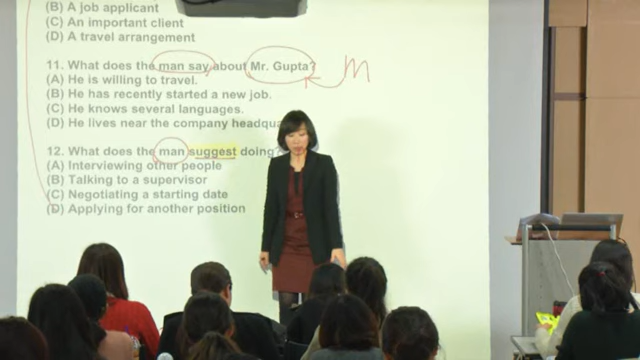 (B) A job applicant
(C) An important client
(D) A travel arrangement
11. What does the man say about Mr. Gupta?
M
(A) He is willing to travel.
(B) He has recently started a new job.
(C) He knows several languages.
(D) He lives near the company
12. What does the man suggest doing?
(A) Interviewing other people
(B) Talking to a supervisor
(C) Negotiating a starting date
(D) Applying for another position